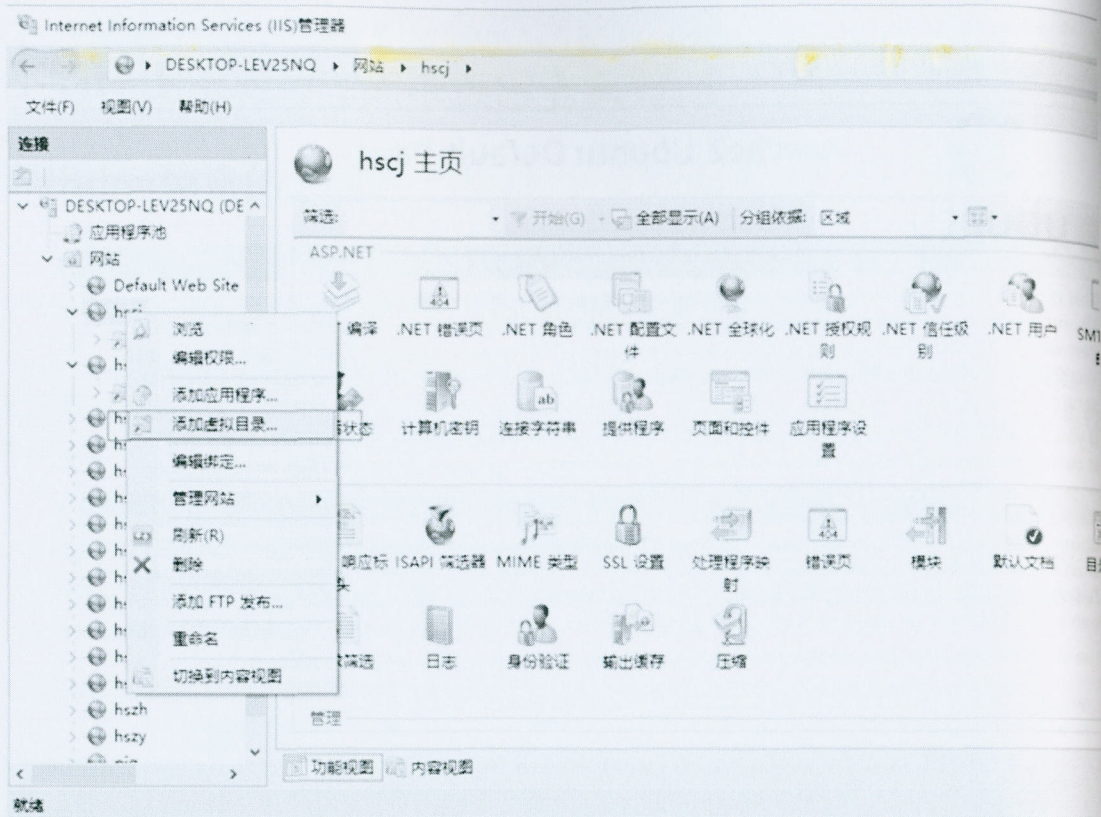 Internet Information Services (IIS)管理器
DESKTOP-LEV25NQ 网站 hscj
文件(F) 视图(V) 帮助(H)
连接
DESKTOP-LEV25NQ (DE
应用程序池
网站
Default Web Site
浏览
编辑权限...
添加应用程序...
添加虚拟目录...
编辑绑定...
管理网站
刷新(R)
删除
添加 FTP 发布...
重命名
切换到内容视图
hszh
hszy
hscj 主页
筛选: 开始(G) 全部显示(A) 分组依据: 区域
ASP.NET
编译 .NET 错误页 .NET 角色 .NET 配置文件 .NET 全球化 .NET 授权规则 .NET 信任级别 .NET 用户
状态 计算机密钥 连接字符串 提供程序 页面和控件 应用程序设置
响应标头 ISAPI 筛选器 MIME 类型 SSL 设置 处理程序映射 错误页 模块 默认文档
筛选 日志 身份验证 输出缓存 压缩
管理
功能视图 内容视图
就绪